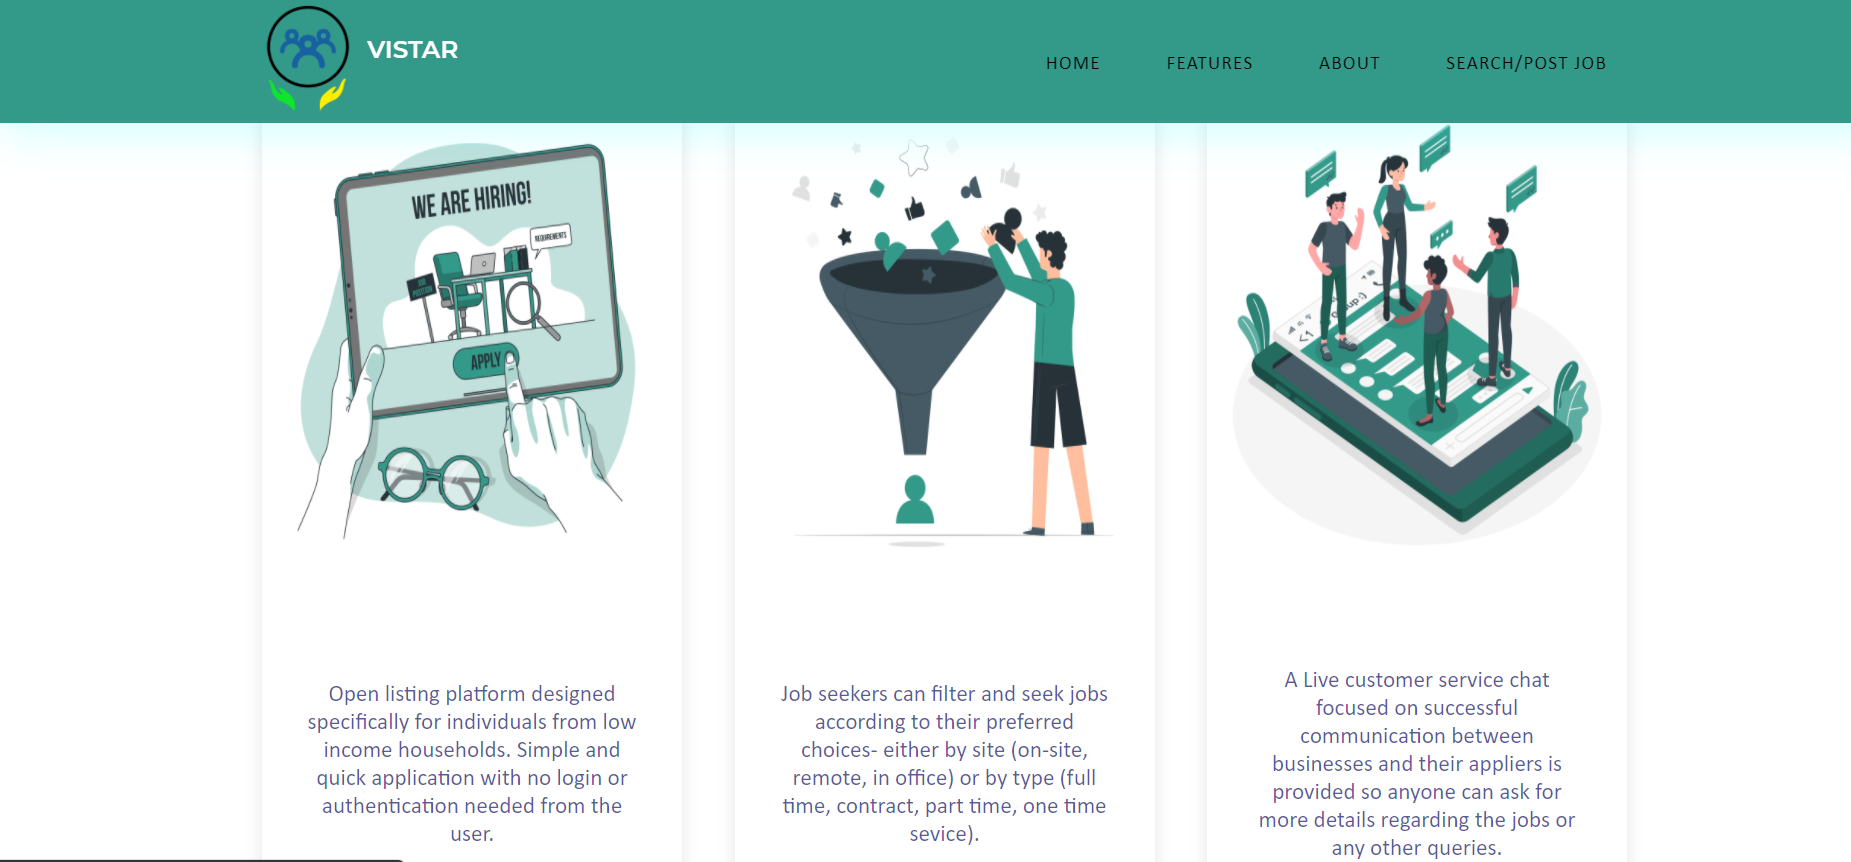 VISTAR
HOME
FEATURES
ABOUT
SEARCH/POST JOB
WE ARE HIRING!
REQUIREMENTS
JOB
POSITION
APPLY
Open listing platform designed
specifically for individuals from low
income households. Simple and
quick application with no login or
authentication needed from the
user.
Job seekers can filter and seek jobs
according to their preferred
choices- either by site (on-site,
remote, in office) or by type (full
time, contract, part time, one time
sevice).
A Live customer service chat
focused on successful
communication between
businesses and their appliers is
provided so anyone can ask for
more details regarding the jobs or
any other queries.